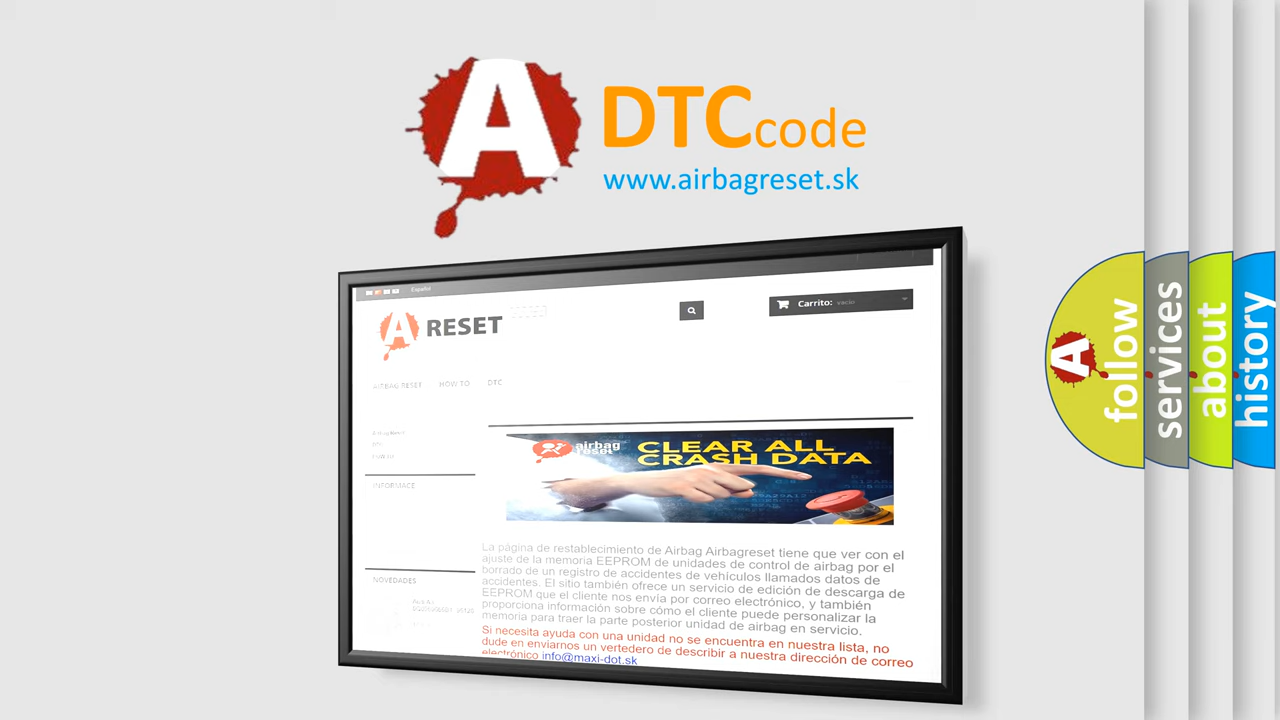 A
DTCcode
www.airbagreset.sk
Español
A RESET
Carrito: vacío
AIRBAG RESET HOW TO DTC
INFORMACE
airbag
reset
CLEAR ALL
CRASH DATA
La página de restablecimiento de Airbag Airbagreset tiene que ver con el
ajuste de la memoria EEPROM de unidades de control de airbag por el
borrado de un registro de accidentes de vehículos llamados datos de
accidentes. El sitio también ofrece un servicio de edición de descarga de
EEPROM que el cliente nos envía por correo electrónico, y también
proporciona información sobre cómo el cliente puede personalizar la
memoria para traer la parte posterior unidad de airbag en servicio.
Si necesita ayuda con una unidad no se encuentra en nuestra lista, no
dude en enviarnos un vertedero de describir a nuestra dirección de correo
electrónico info@maxi-dot.sk
NOVEDADES
A
follow
services
about
history